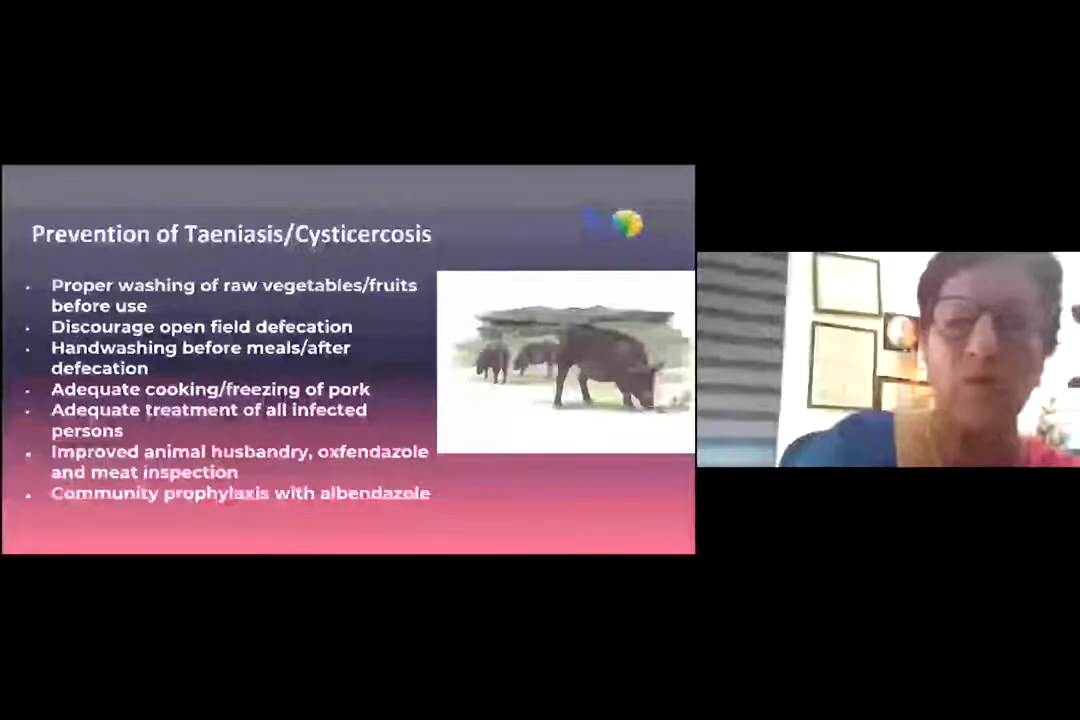 Prevention of Taeniasis/Cysticercosis
Proper washing of raw vegetables/fruits
before use
Discourage open field defecation
Handwashing before meals/after
defecation
Adequate cooking/freezing of pork
Adequate treatment of all infected
persons
Improved animal husbandry, oxfendazole
and meat inspection
Community prophylaxis with albendazole